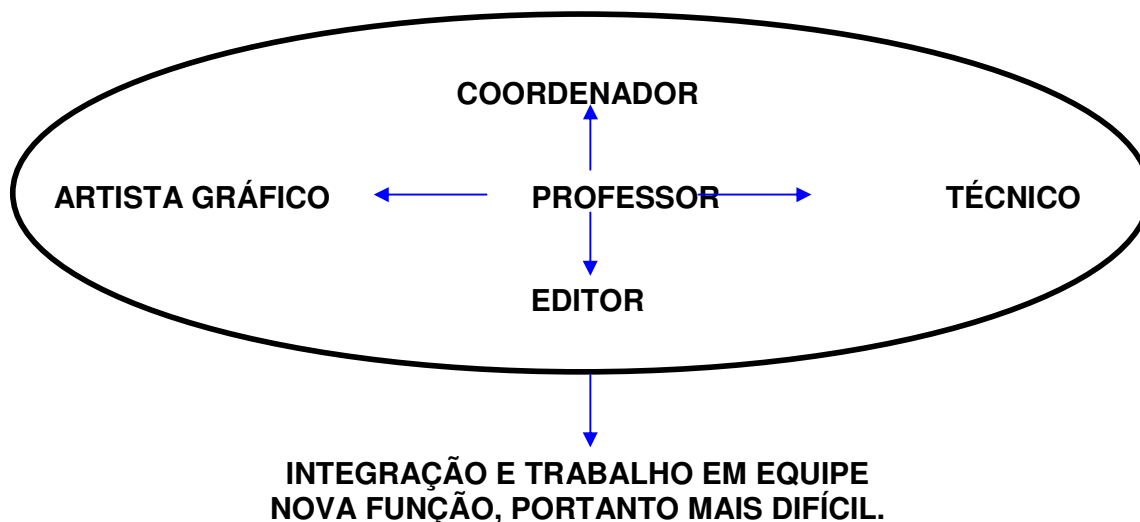 COORDENADOR
ARTISTA GRÁFICO PROFESSOR TÉCNICO
EDITOR
INTEGRAÇÃO E TRABALHO EM EQUIPE
NOVA FUNÇÃO, PORTANTO MAIS DIFÍCIL.